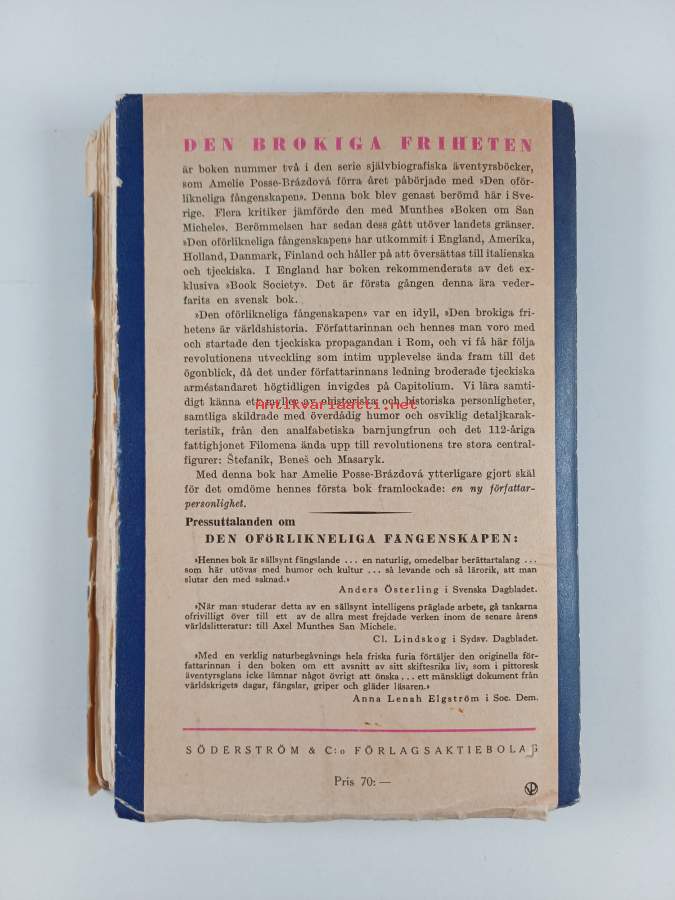 DEN BROKIGA FRIHETEN
är boken nummer två i den serie självbiografiska äventyrsböcker,
som Amelie Posse-Brázdová förra året påbörjade med »Den oför-
likneliga fångenskapen». Denna bok blev genast berömd här i Sve-
rige. Flera kritiker jämförde den med Munthes »Boken om San
Michele». Berömmelsen har sedan dess gått utöver landets gränser.
»Den oförlikneliga fångenskapen» har utkommit i England, Amerika,
Holland, Danmark, Finland och håller på att översättas till italienska
och tjeckiska. I England har boken rekommenderats av det ex-
klusiva »Book Society». Det är första gången denna ära veder-
farits en svensk bok.
»Den oförlikneliga fångenskapen» var en idyll, »Den brokiga fri-
heten» är världshistoria. Författarinnan och hennes man voro med
och startade den tjeckiska propagandan i Rom, och vi få här följa
revolutionens utveckling som intim upplevelse ända fram till det
ögonblick, då det under författarinnans ledning broderade tjeckiska
arméstandaret högtidligen invigdes på Capitolium. Vi lära samti-
digt känna ett myller av ohistoriska och historiska personligheter,
Antikvariaatti.net
samtliga skildrade med överdådig humor och osviklig detaljkarak-
teristik, från den analfabetiska barnjungfrun och det 112-åriga
fattighjonet Filomena ända upp till revolutionens tre stora central-
figurer: Štefanik, Beneš och Masaryk.
Med denna bok har Amelie Posse-Brázdová ytterligare gjort skäl
för det omdöme hennes första bok framlockade: en ny författar-
personlighet.
Pressuttalanden om
DEN OFÖRLIKNELIGA FÅNGENSKAPEN:
»Hennes bok är sällsynt fängslande ... en naturlig, omedelbar berättartalang ...
som här utövas med humor och kultur ... så levande och så lärorik, att man
slutar den med saknad.»
Anders Österling i Svenska Dagbladet.
»När man studerar detta av en sällsynt intelligens präglade arbete, gå tankarna
ofrivilligt över till ett av de allra mest frejdade verken inom de senare årens
världslitteratur: till Axel Munthes San Michele.
Cl. Lindskog i Sydsv. Dagbladet.
»Med en verklig naturbegåvnings hela friska furia förtäljer den originella för-
fattarinnan i den boken om ett avsnitt av sitt skiftesrika liv, som i pittoresk
äventyrsglans icke lämnar något övrigt att önska ... ett mänskligt dokument från
världskrigets dagar, fängslar, griper och gläder läsaren.»
Anna Lenah Elgström i Soc. Dem.
SÖDERSTRÖM & C:o FÖRLAGSAKTIEBOLAG
Pris 70: —